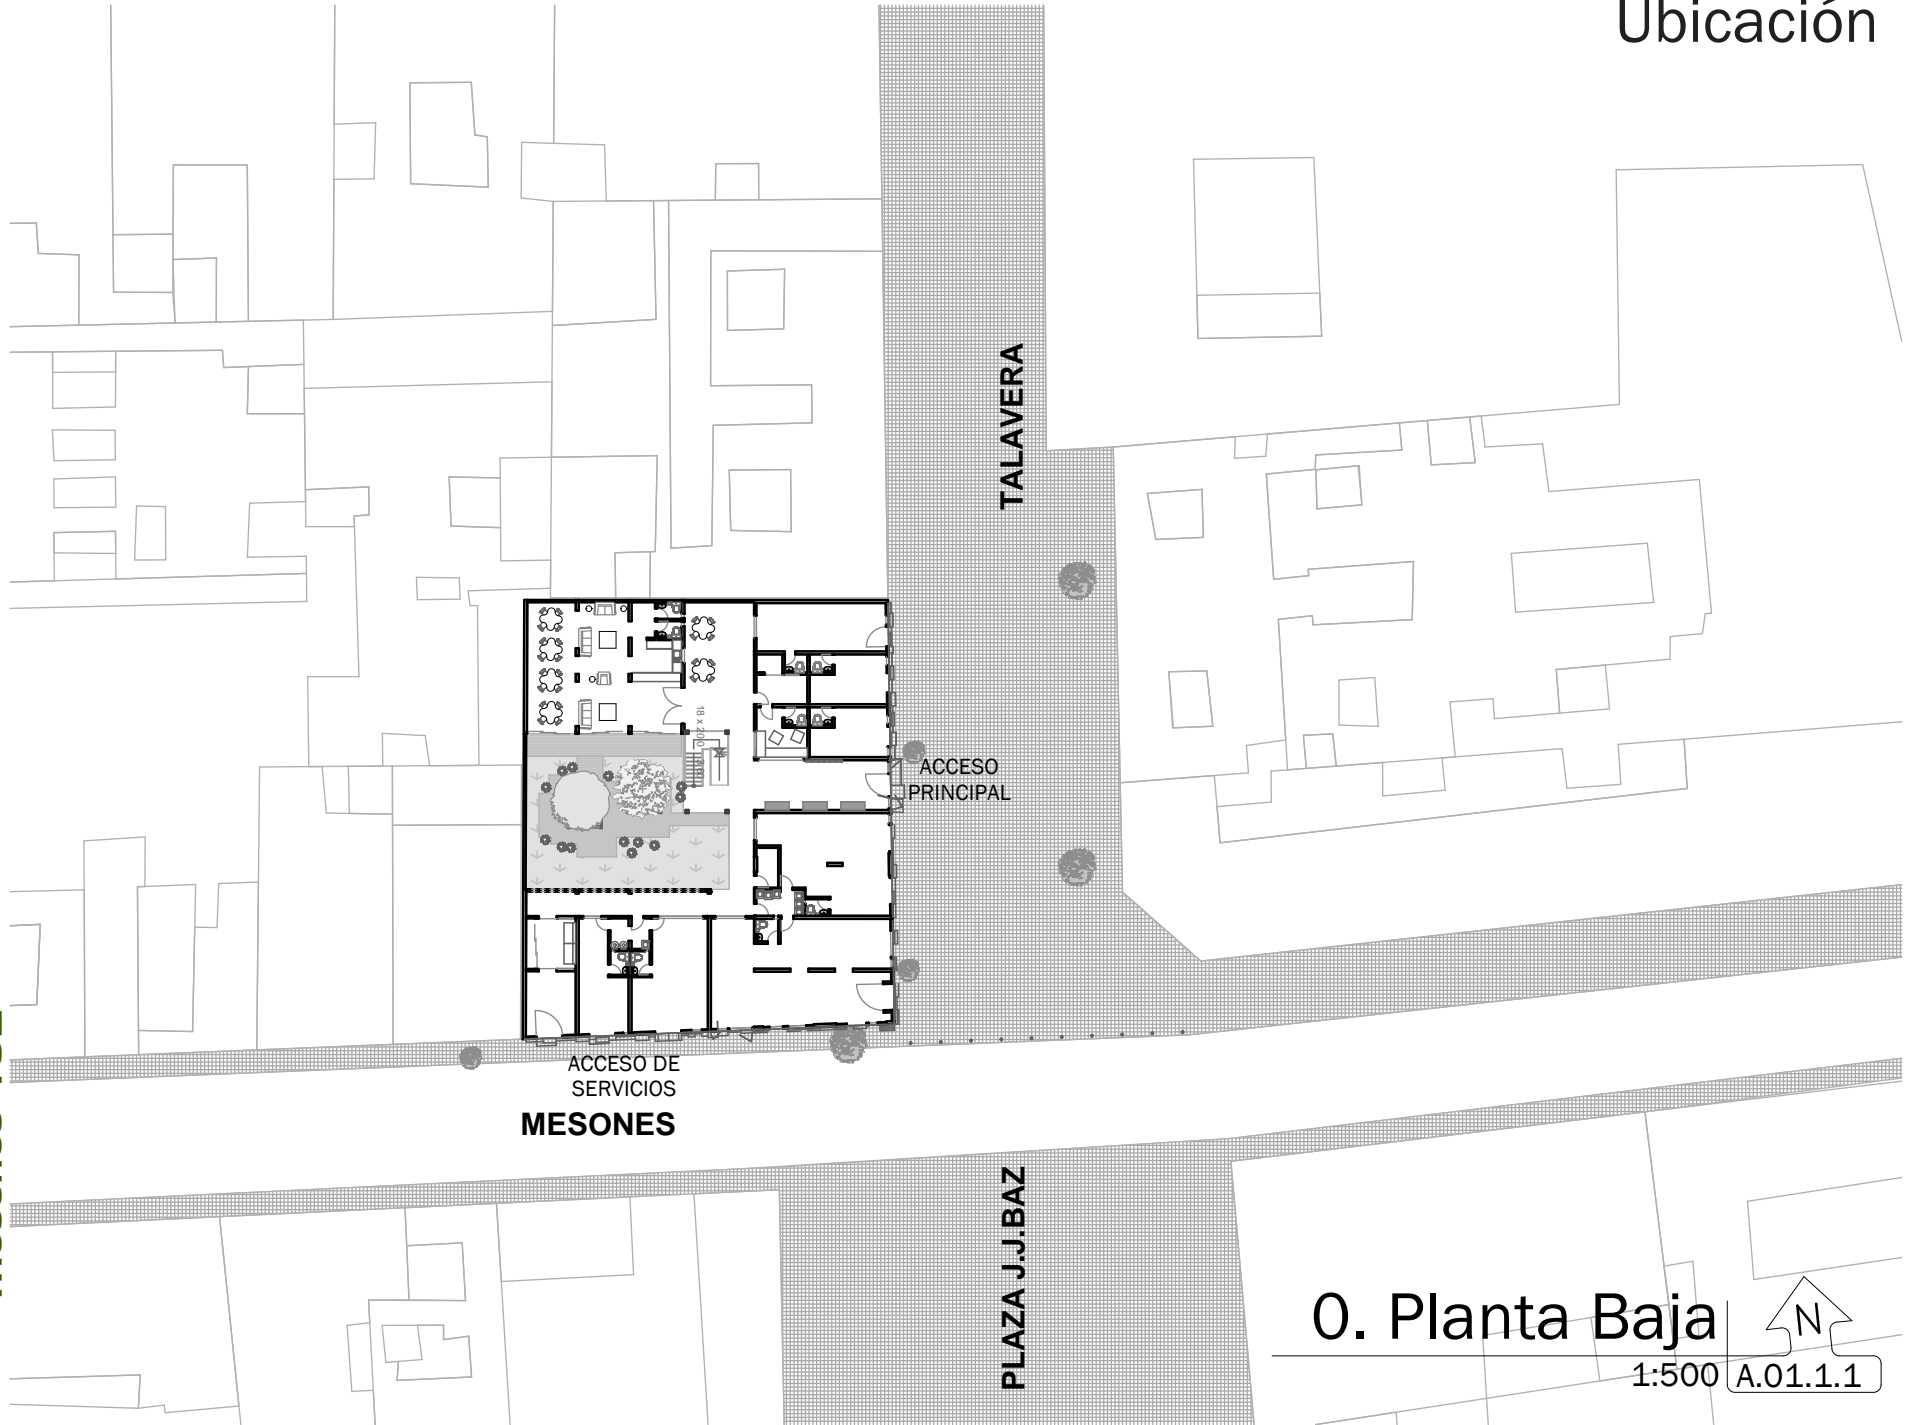 Ubicación
TALAVERA
18 x 200
ACCESO
PRINCIPAL
ACCESO DE
SERVICIOS
MESONES
PLAZA J.J.BAZ
0. Planta Baja
N
1:500
A.01.1.1